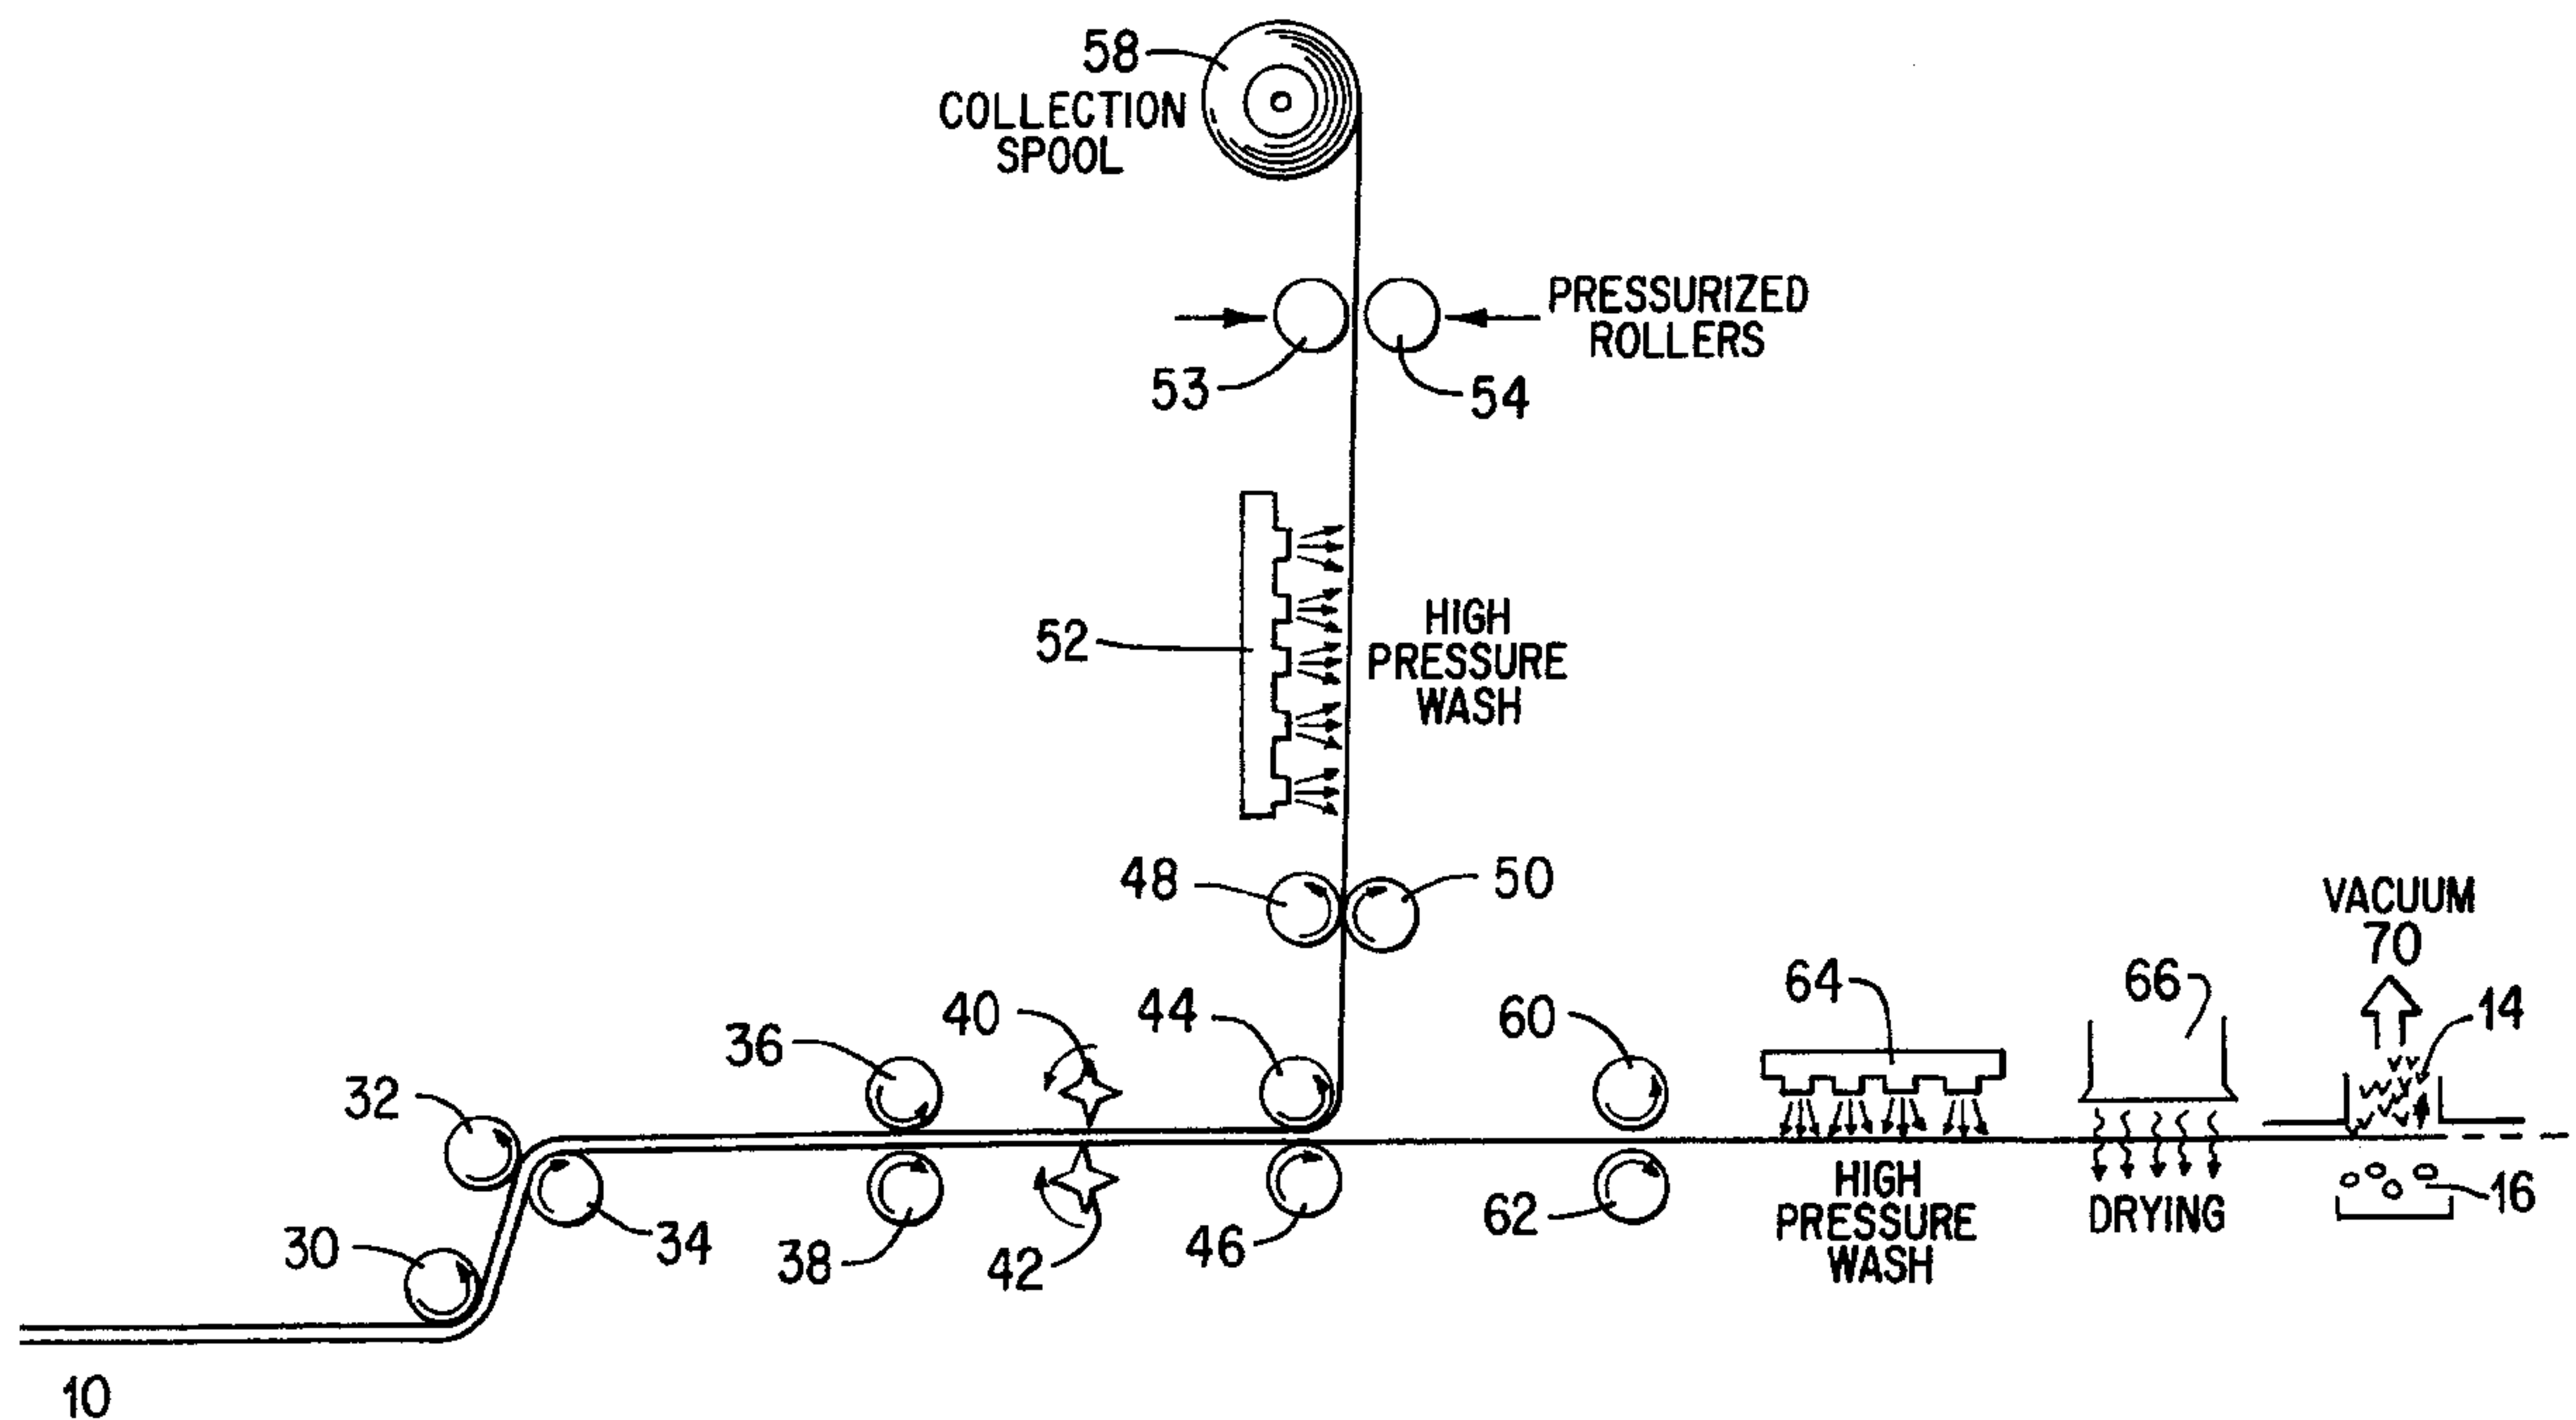 58
COLLECTION
SPOOL
PRESSURIZED
ROLLERS
53
54
52
HIGH
PRESSURE
WASH
48
50
VACUUM
70
40
44
60
64
66
14
36
32
HIGH
PRESSURE
WASH
DRYING
16
30
34
38
42
46
62
10